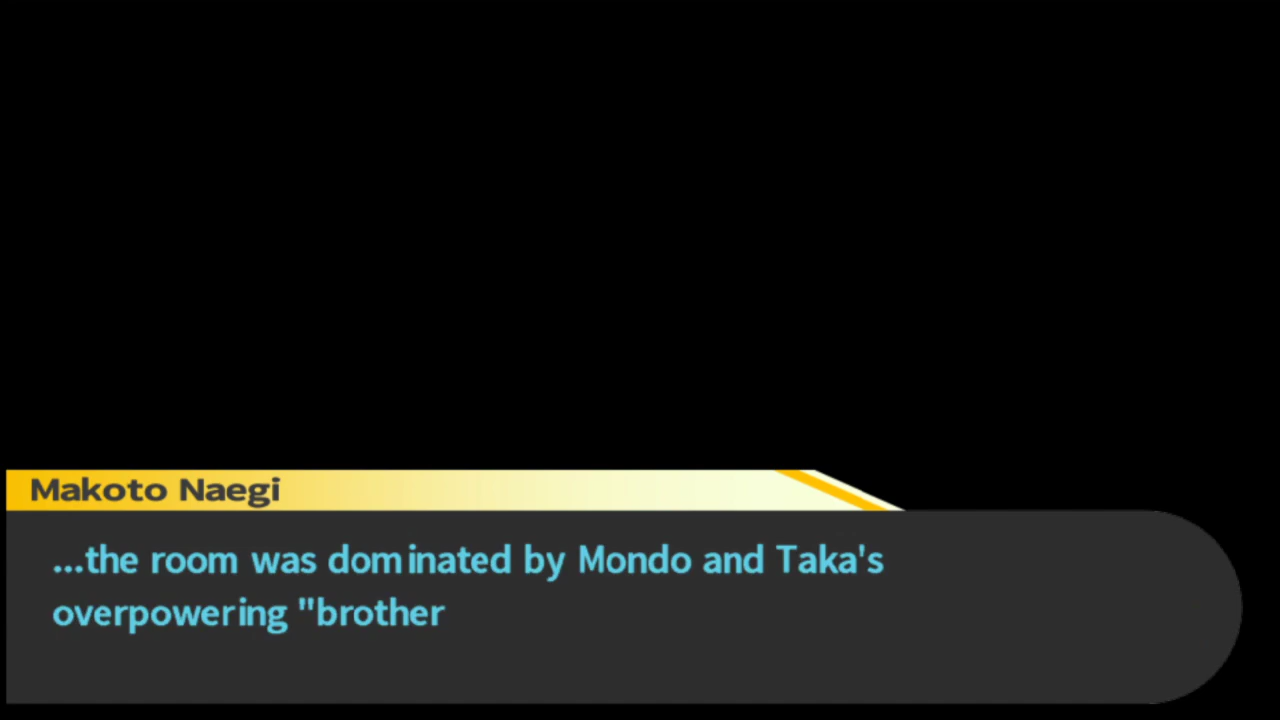 Makoto Naegi
...the room was dominated by Mondo and Taka's
overpowering "brother